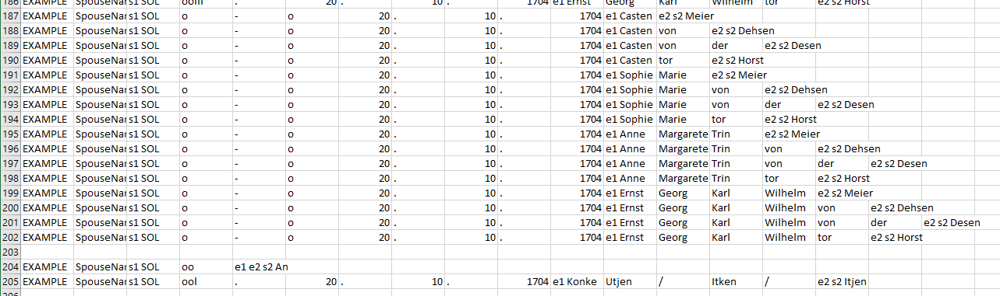 186 EXAMPLE SpouseNar s1 SOL ooIII . 20 . 10 . 1704 e1 Ernst Georg Karl Wilhelm tor e2 s2 Horst
187 EXAMPLE SpouseNar s1 SOL o - o 20 . 10 . 1704 e1 Casten e2 s2 Meier
188 EXAMPLE SpouseNar s1 SOL o - o 20 . 10 . 1704 e1 Casten von e2 s2 Dehsen
189 EXAMPLE SpouseNar s1 SOL o - o 20 . 10 . 1704 e1 Casten von der e2 s2 Desen
190 EXAMPLE SpouseNar s1 SOL o - o 20 . 10 . 1704 e1 Casten tor e2 s2 Horst
191 EXAMPLE SpouseNar s1 SOL o - o 20 . 10 . 1704 e1 Sophie Marie e2 s2 Meier
192 EXAMPLE SpouseNar s1 SOL o - o 20 . 10 . 1704 e1 Sophie Marie von e2 s2 Dehsen
193 EXAMPLE SpouseNar s1 SOL o - o 20 . 10 . 1704 e1 Sophie Marie von der e2 s2 Desen
194 EXAMPLE SpouseNar s1 SOL o - o 20 . 10 . 1704 e1 Sophie Marie tor e2 s2 Horst
195 EXAMPLE SpouseNar s1 SOL o - o 20 . 10 . 1704 e1 Anne Margarete Trin e2 s2 Meier
196 EXAMPLE SpouseNar s1 SOL o - o 20 . 10 . 1704 e1 Anne Margarete Trin von e2 s2 Dehsen
197 EXAMPLE SpouseNar s1 SOL o - o 20 . 10 . 1704 e1 Anne Margarete Trin von der e2 s2 Desen
198 EXAMPLE SpouseNar s1 SOL o - o 20 . 10 . 1704 e1 Anne Margarete Trin tor e2 s2 Horst
199 EXAMPLE SpouseNar s1 SOL o - o 20 . 10 . 1704 e1 Ernst Georg Karl Wilhelm e2 s2 Meier
200 EXAMPLE SpouseNar s1 SOL o - o 20 . 10 . 1704 e1 Ernst Georg Karl Wilhelm von e2 s2 Dehsen
201 EXAMPLE SpouseNar s1 SOL o - o 20 . 10 . 1704 e1 Ernst Georg Karl Wilhelm von der e2 s2 Desen
202 EXAMPLE SpouseNar s1 SOL o - o 20 . 10 . 1704 e1 Ernst Georg Karl Wilhelm tor e2 s2 Horst
203
204 EXAMPLE SpouseNar s1 SOL oo e1 e2 s2 An
205 EXAMPLE SpouseNar s1 SOL ooI . 20 . 10 . 1704 e1 Konke Utjen / Itken / e2 s2 Itjen